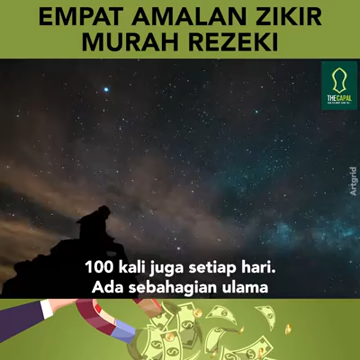 EMPAT AMALAN ZIKIR
MURAH REZEKI
THECAPAL
Artgrid
100 kali juga setiap hari.
Ada sebahagian ulama